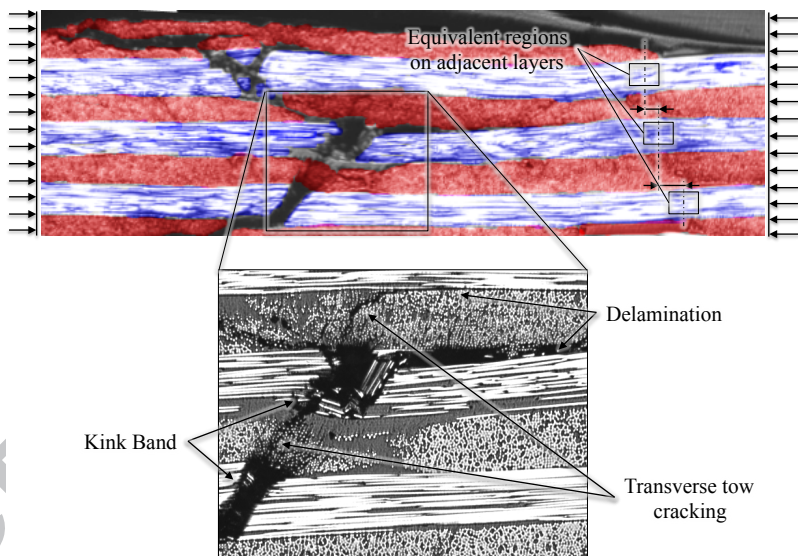 Equivalent regions
on adjacent layers
Delamination
Kink Band
Transverse tow
cracking